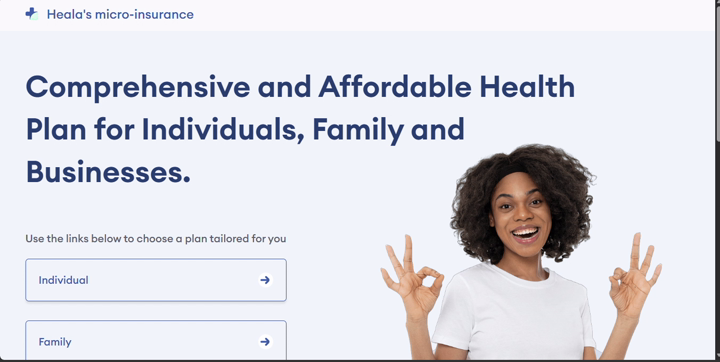 Heala's micro-insurance
Comprehensive and Affordable Health
Plan for Individuals, Family and
Businesses.
Use the links below to choose a plan tailored for you
Individual
Family